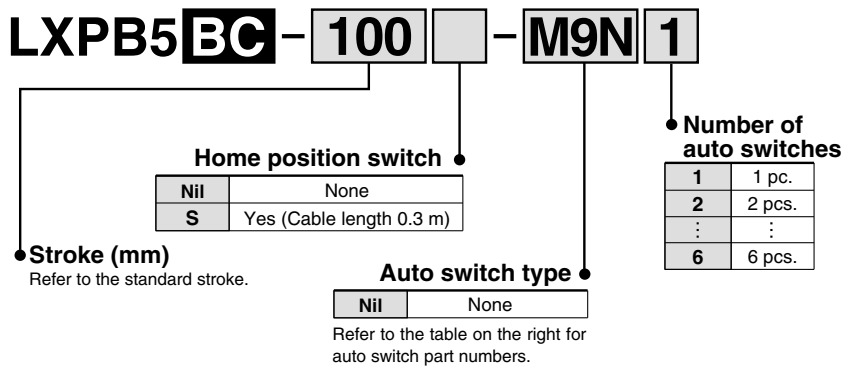 LXPB5BC-100 -M9N 1
Number of
auto switches
1 1 pc.
2 2 pcs.
⋮ ⋮
6 6 pcs.
Home position switch
Nil None
S Yes (Cable length 0.3 m)
Stroke (mm)
Refer to the standard stroke.
Auto switch type
Nil None
Refer to the table on the right for
auto switch part numbers.